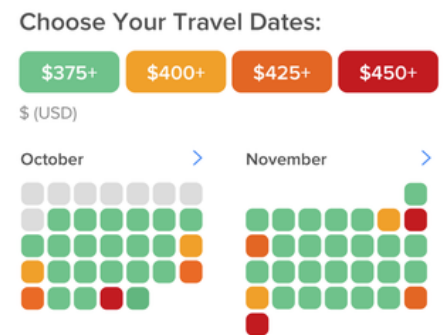 Choose Your Travel Dates:
$375+ $400+ $425+ $450+
$ (USD)
October > November >